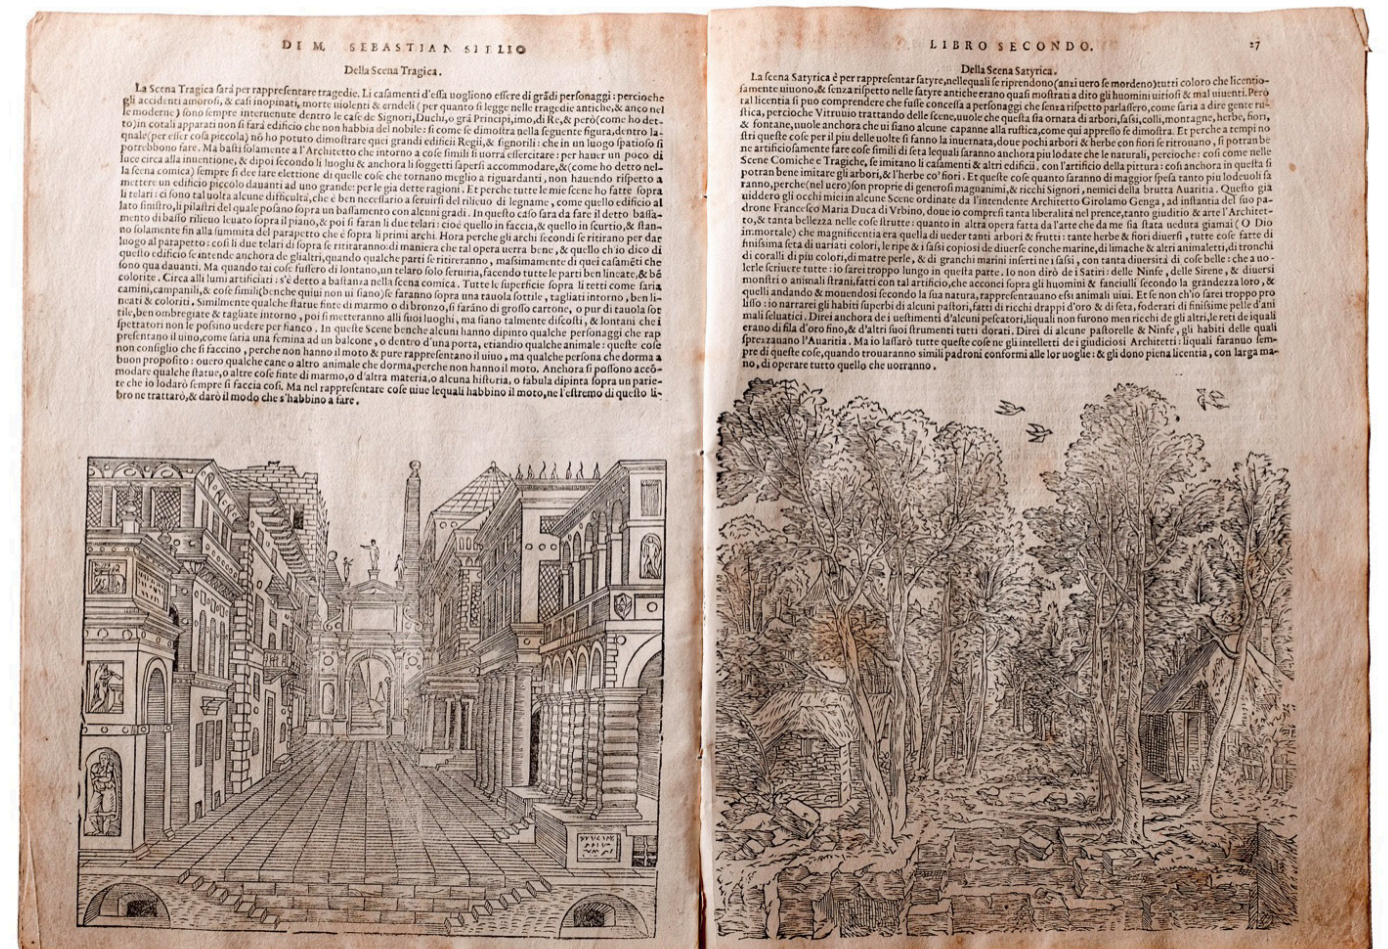 DI M. SEBASTIAN SERLIO
Della Scena Tragica.
La Scena Tragica sarà per rappresentare tragedie. Li casamenti d'essa uogliono essere di grãdi personaggi : percioche
gli accidenti amorosi, & casi inopinati, morte uiolenti & crudeli (per quanto si legge nelle tragedie antiche, & anco nel
le moderne) sono sempre interuenute dentro le case de Signori, Duchi, o grã Principi, imo, di Re, & però (come ho det-
to) in cotali apparati non si farà edificio che non habbia del nobile : si come se dimostra nella seguente figura, dentro la-
quale (per esser cosa piccola) nõ ho potuto dimostrare quei grandi edificii Regii, & signorili : che in un luogo spatioso si
potrebbono fare. Ma basti solamente a l'Architetto che intorno a cose simili si uorrà essercitare : per hauer un poco di
luce circa alla inuentione, & dipoi secondo li luoghi & anchora li soggetti sapersi accommodare, & (come ho detto nel-
la scena comica) sempre si dee fare elettione di quelle cose che tornano meglio a riguardanti, non hauendo rispetto a
mettere un edificio piccolo dauanti ad uno grande : per le gia dette ragioni. Et perche tutte le mie scene ho fatte sopra
li telari : ci sono tal uolta alcune difficulta, che è ben necessario a seruirsi del rilieuo di legname, come quello edificio al
lato sinistro, li pilastri del quale posano sopra un bassamento con alcuni gradi. In questo caso sara da fare il detto bassa-
mento di basso rilieuo leuato sopra il piano, & poi si faran li due telari : cioè quello in faccia, & quello in scurtio, & stan-
no solamente fin alla summita del parapetto che è sopra li primi archi. Hora perche gli archi secondi se ritirano per dar
luogo al parapetto : cosi li due telari di sopra se ritiraranno : di maniera che tal opera uerra bene, & quello ch'io dico di
questo edificio se intende anchora de glialtri, quando qualche parte se ritireranno, massimamente di quei casamẽti che
sono qua dauanti. Ma quando tai cose fussero di lontano, un telaro solo seruiria, facendo tutte le parti ben lineate, & bẽ
colorite. Circa alli lumi artificiati : s'è detto a bastanza nella scena comica. Tutte le superficie sopra li tetti come saria
camini, campanili, & cose simili (benche quiui non ui siano) se faranno sopra una tauola sottile, tagliati intorno, ben li-
neati & coloriti. Similmente qualche statue finte di marmo o di bronzo, si farãno di grosso cartone, o pur di tauola sot
tile, ben ombregiate & tagliate intorno, poi si metteranno alli suoi luoghi, ma siano talmente discosti, & lontani che i
spettatori non le possino uedere per fianco. In queste Scene benche alcuni hanno dipinto qualche personaggi che rap
presentano il uiuo, come saria una femina ad un balcone, o dentro d'una porta, etiandio qualche animale : queste cose
non consiglio che si faccino, perche non hanno il moto & pure rappresentano il uiuo, ma qualche persona che dorma a
buon proposito : ouero qualche cane o altro animale che dorma, perche non hanno il moto. Anchora si possono accõ-
modare qualche statue, o altre cose finte di marmo, o d'altra materia, o alcuna historia, o fabula dipinta sopra un parie-
te che io lodarò sempre si faccia cosi. Ma nel rappresentare cose uiue lequali habbino il moto, ne l'estremo di questo li-
bro ne trattarò, & darò il modo che s'habbino a fare.
LIBRO SECONDO. 27
Della Scena Satyrica.
La scena Satyrica è per rappresentar satyre, nellequali se riprendono (anzi uero se mordeno) tutti coloro che licentio-
samente uiuono, & senza rispetto nelle satyre antiche erano quasi mostrati a dito gli huomini uitiosi & mal uiuenti. Però
tal licentia si può comprendere che fusse concessa a personaggi che senza rispetto parlassero, come saria a dire gente ru-
stica, percioche Vitruuio trattando delle scene, uuole che questa sia ornata di arbori, sassi, colli, montagne, herbe, fiori,
& fontane, uuole anchora che ui siano alcune capanne alla rustica, come qui appresso se dimostra. Et perche a tempi no
stri queste cose per il piu delle uolte si fanno la inuernata, doue pochi arbori & herbe con fiori se ritrouano, si potran be
ne artificiosamente fare cose simili di seta lequali saranno anchora piu lodate che le naturali, percioche : cosi come nelle
Scene Comiche e Tragiche, se imitano li casamenti & altri edificii, con l'artificio della pittura : cosi anchora in questa si
potran bene imitare gli arbori, & l'herbe co' fiori. Et queste cose quanto saranno di maggior spesa tanto piu lodeuoli sa
ranno, perche (nel uero) son proprie di generosi magnanimi, & ricchi Signori, nemici della brutta Auaritia. Questo già
uiddero gli occhi miei in alcune Scene ordinate da l'intendente Architetto Girolamo Genga, ad instantia del suo pa-
drone Francesco Maria Duca di Vrbino, doue io compresi tanta liberalità nel prence, tanto giuditio & arte l'Architet-
to, & tanta bellezza nelle cose strutte : quanto in altra opera fatta da l'arte che da me sia stata uedura giamai (O Dio
immortale) che magnificentia era quella di ueder tanti arbori & frutti : tante herbe & fiori diuersi, tutte cose fatte di
finissima seta di uariati colori, le ripe & i sassi copiosi de diuerse conche marine, di lumache & altri animaletti, di tronchi
di coralli di piu colori, di matre perle, & di granchi marini inserti ne i sassi, con tanta diuersità di cose belle : che a uo-
lerle scriuere tutte : io sarei troppo lungo in questa parte. Io non dirò de i Satiri : delle Ninfe, delle Sirene, & diuersi
monstri o animali strani, fatti con tal artificio, che acconci sopra gli huomini & fanciulli secondo la grandezza loro, &
quelli andando & mouendosi secondo la sua natura, rappresentauano essi animali uiui. Et se non ch'io sarei troppo pro
lisso : io narrarei gli habiti superbi di alcuni pastori, fatti di ricchi drappi d'oro & di seta, foderati di finissime pelle d'ani
mali seluatici. Direi anchora de i uestimenti d'alcuni pescatori, liquali non furono men ricchi de gli altri, le reti de iquali
erano di fila d'oro fino, & d'altri suoi strumenti tutti dorati. Direi di alcune pastorelle & Ninfe, gli habiti delle quali
sprezzauano l'Auaritia. Ma io lassarò tutte queste cose ne gli intelletti de i giudiciosi Architetti : liquali faranno sem-
pre di queste cose, quando trouaranno simili padroni conformi alle lor uoglie : & gli dono piena licentia, con larga ma-
no, di operare tutto quello che uorranno.